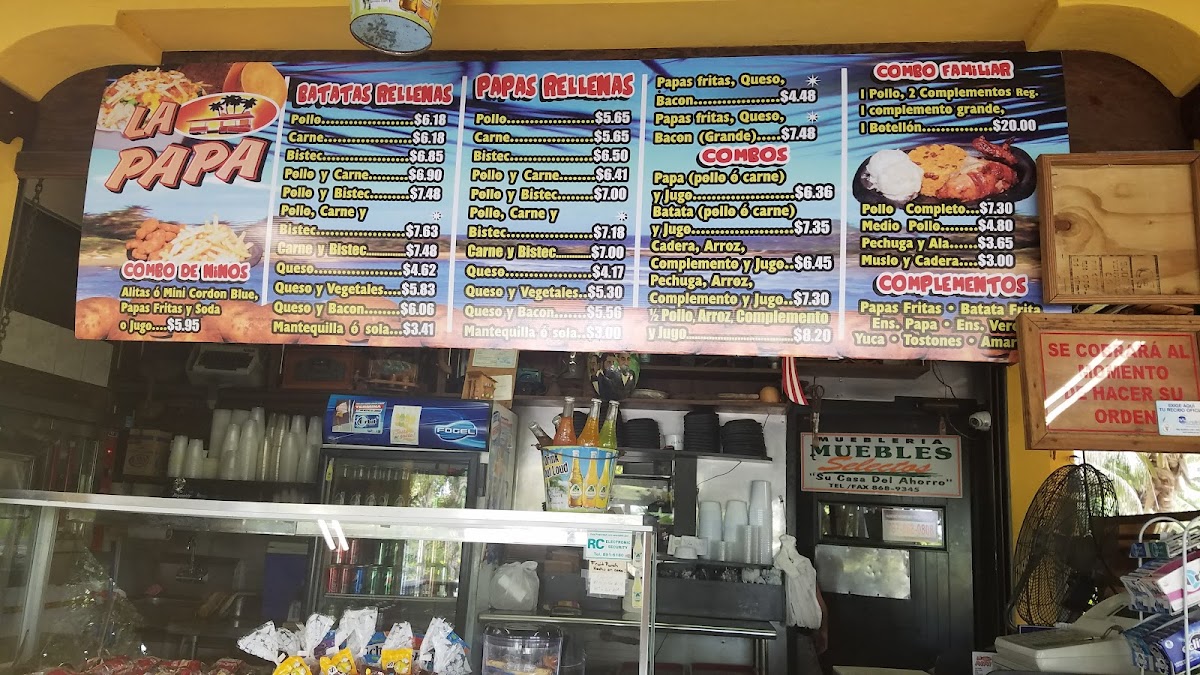 LA
PAPA
COMBO DE NIÑOS
Alitas ó Mini Cordon Blue,
Papas Fritas y Soda
o jugo....$5.95
BATATAS RELLENAS
Pollo......................$6.18
Carne.....................$6.18
Bistec.....................$6.85
Pollo y Carne.........$6.90
Pollo y Bistec.........$7.48
Pollo, Carne y *
Bistec.....................$7.63
Carne y Bistec..........$7.48
Queso.....................$4.62
Queso y Vegetales...$5.83
Queso y Bacon........$6.06
Mantequilla ó sola...$3.41
PAPAS RELLENAS
Pollo......................$5.65
Carne.....................$5.65
Bistec.....................$6.50
Pollo y Carne.........$6.41
Pollo y Bistec.........$7.00
Pollo, Carne y *
Bistec.....................$7.18
Carne y Bistec..........$7.00
Queso.....................$4.17
Queso y Vegetales...$5.30
Queso y Bacon........$5.56
Mantequilla ó sola...$3.00
Papas fritas, Queso, *
Bacon.....................$4.48
Papas fritas, Queso, *
Bacon (Grande).....$7.48
COMBOS
Papa (pollo ó carne)
y Jugo.....................$6.36
Batata (pollo ó carne)
y Jugo.....................$7.35
Cadera, Arroz,
Complemento y Jugo..$6.45
Pechuga, Arroz,
Complemento y Jugo..$7.30
½ Pollo, Arroz, Complemento
y Jugo.....................$8.20
COMBO FAMILIAR
1 Pollo, 2 Complementos Reg.
1 complemento grande,
1 Botellón.............$20.00
Pollo Completo...$7.30
Medio Pollo........$4.80
Pechuga y Ala.....$3.65
Muslo y Cadera....$3.00
COMPLEMENTOS
Papas Fritas • Batata Frita
Ens. Papa • Ens. Verd
Yuca • Tostones • Amar
SE COBRARÁ AL
MOMENTO
DE HACER SU
ORDEN
MUEBLERIA
MUEBLES
Selectos
"Su Casa Del Ahorro"
TEL/FAX 868-9345
FOGEL
RC ELECTRONIC
SECURITY